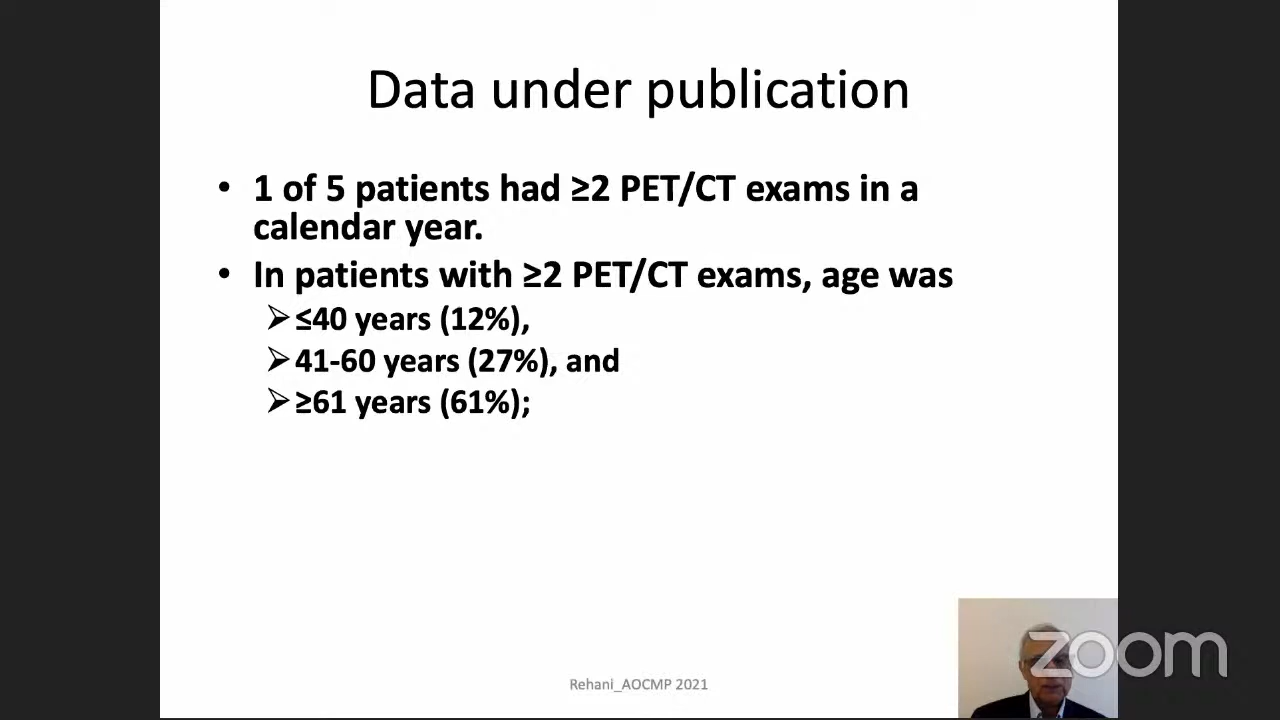 Data under publication
• 1 of 5 patients had ≥2 PET/CT exams in a
calendar year.
• In patients with ≥2 PET/CT exams, age was
➢≤40 years (12%),
➢41-60 years (27%), and
➢≥61 years (61%);
zoom
Rehani_AOCMP 2021